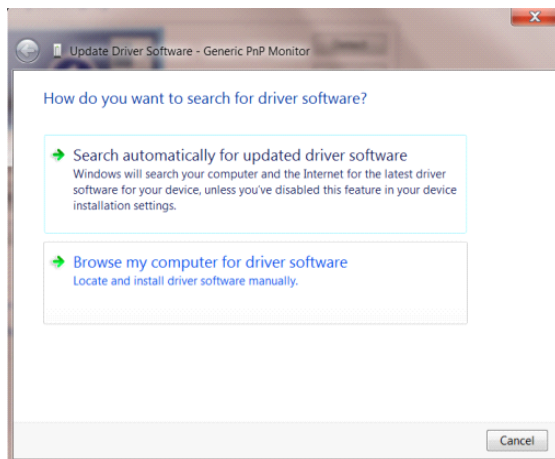 Update Driver Software - Generic PnP Monitor
How do you want to search for driver software?
Search automatically for updated driver software
Windows will search your computer and the Internet for the latest driver
software for your device, unless you've disabled this feature in your device
installation settings.
Browse my computer for driver software
Locate and install driver software manually.
Cancel